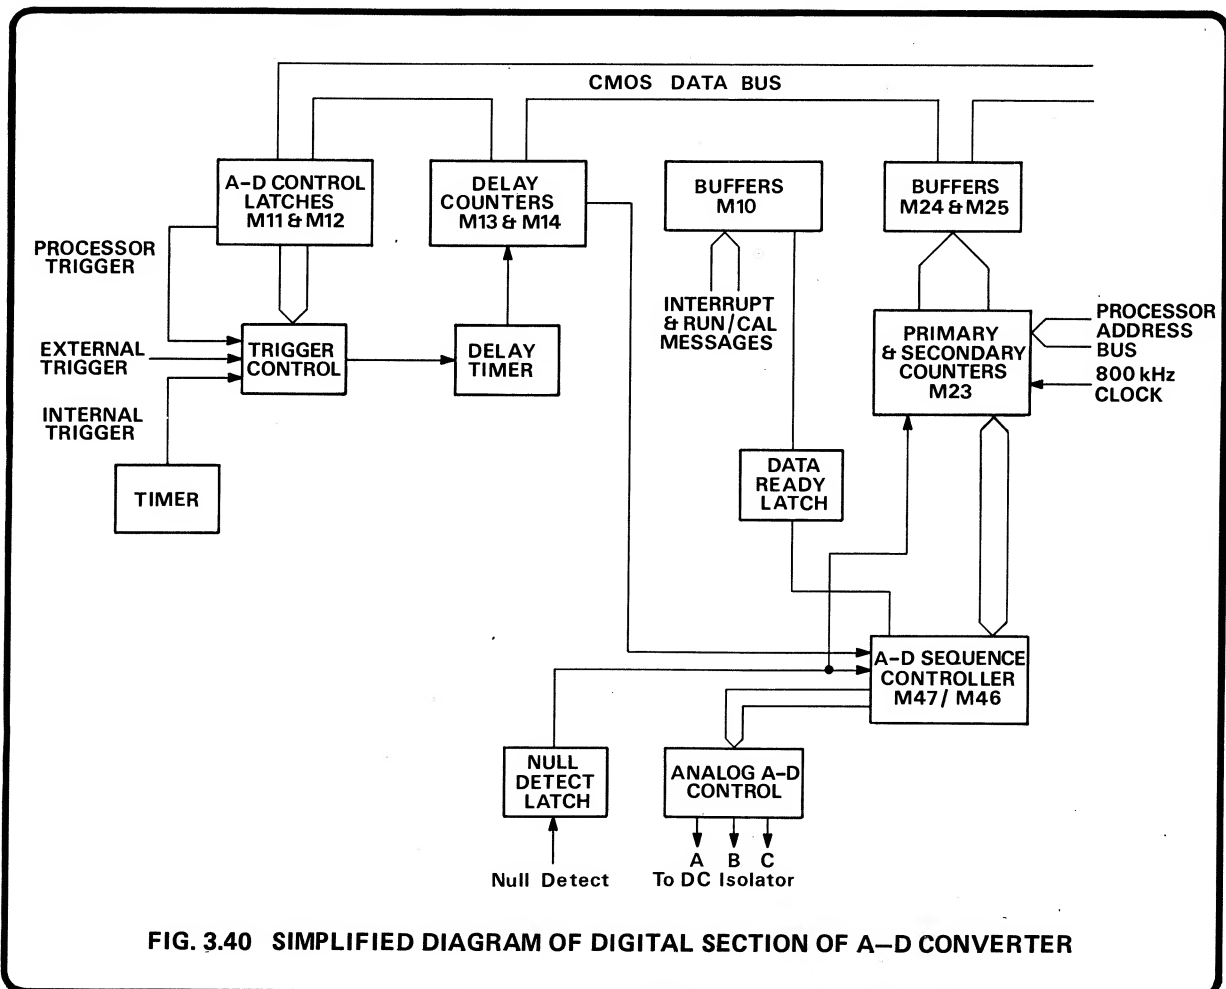 CMOS DATA BUS
A-D CONTROL
LATCHES
M11 & M12
DELAY
COUNTERS
M13 & M14
BUFFERS
M10
BUFFERS
M24 & M25
PROCESSOR
TRIGGER
EXTERNAL
TRIGGER
INTERNAL
TRIGGER
TRIGGER
CONTROL
DELAY
TIMER
INTERRUPT
& RUN/CAL
MESSAGES
PRIMARY
& SECONDARY
COUNTERS
M23
PROCESSOR
ADDRESS
BUS
800 kHz
CLOCK
TIMER
DATA
READY
LATCH
A-D SEQUENCE
CONTROLLER
M47/ M46
NULL
DETECT
LATCH
ANALOG A-D
CONTROL
Null Detect
A B C
To DC Isolator
FIG. 3.40 SIMPLIFIED DIAGRAM OF DIGITAL SECTION OF A-D CONVERTER